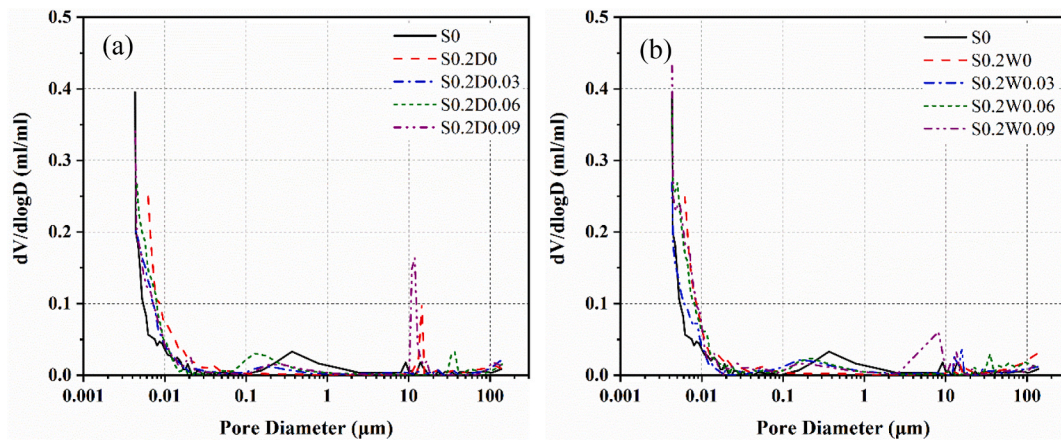 (a)
S0
S0.2D0
S0.2D0.03
S0.2D0.06
S0.2D0.09
dV/dlogD (ml/ml)
0.5
0.4
0.3
0.2
0.1
0.0
0.001 0.01 0.1 1 10 100
Pore Diameter (μm)
(b)
S0
S0.2W0
S0.2W0.03
S0.2W0.06
S0.2W0.09
dV/dlogD (ml/ml)
0.5
0.4
0.3
0.2
0.1
0.0
0.001 0.01 0.1 1 10 100
Pore Diameter (μm)